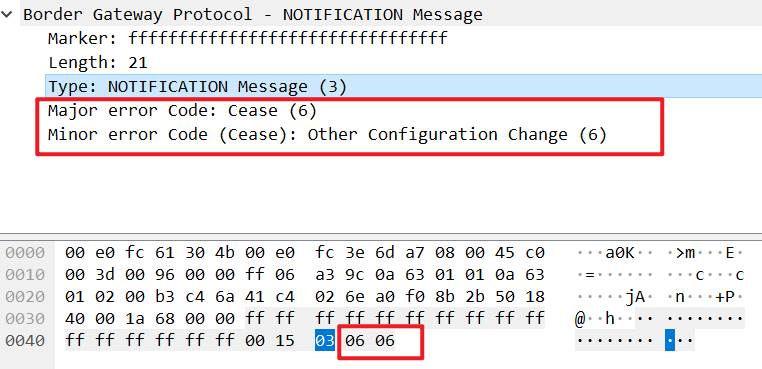 Border Gateway Protocol - NOTIFICATION Message
Marker: ffffffffffffffffffffffffffffffff
Length: 21
Type: NOTIFICATION Message (3)
Major error Code: Cease (6)
Minor error Code (Cease): Other Configuration Change (6)
0000 00 e0 fc 61 30 4b 00 e0 fc 3e 6d a7 08 00 45 c0 ···a0K·· ·>m···E·
0010 00 3d 00 96 00 00 ff 06 a3 9c 0a 63 01 01 0a 63 ·=······ ···c···c
0020 01 02 00 b3 c4 6a 41 c4 02 6e a0 f0 8b 2b 50 18 ·····jA· ·n···+P·
0030 40 00 1a 68 00 00 ff ff ff ff ff ff ff ff ff ff @··h···· ········
0040 ff ff ff ff ff ff 00 15 03 06 06 ········ ···